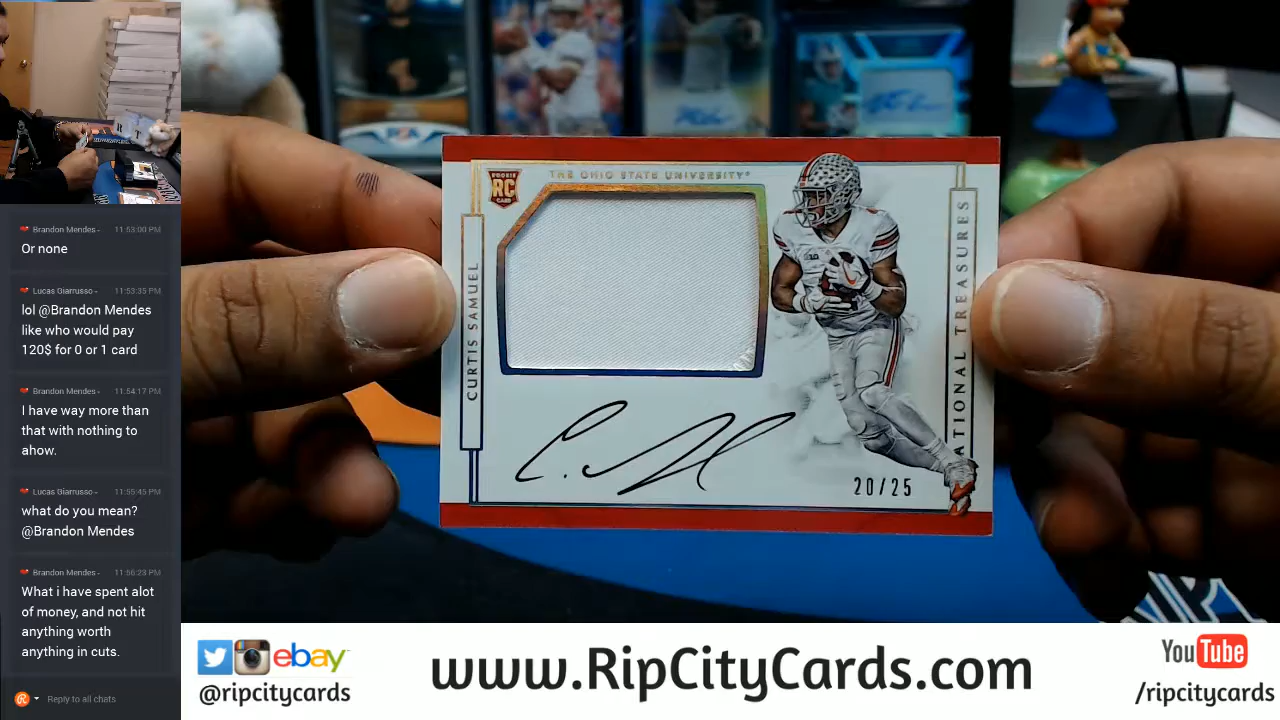 Brandon Mendes - 11:53:00 PM
Or none
Lucas Giarrusso - 11:53:35 PM
lol @Brandon Mendes
like who would pay
120$ for 0 or 1 card
Brandon Mendes - 11:54:17 PM
I have way more than
that with nothing to
ahow.
Lucas Giarrusso - 11:55:45 PM
what do you mean?
@Brandon Mendes
Brandon Mendes - 11:56:23 PM
What i have spent alot
of money, and not hit
anything worth
anything in cuts.
Reply to all chats
ROOKIE
RC
CARD
THE OHIO STATE UNIVERSITY®
CURTIS SAMUEL
NATIONAL TREASURES
20/25
ebay
@ripcitycards
www.RipCityCards.com
YouTube
/ripcitycards